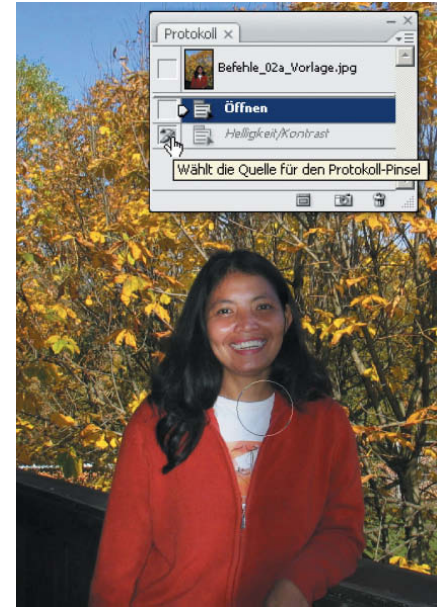 Protokoll
Befehle_02a_Vorlage.jpg
Öffnen
Helligkeit/Kontrast
Wählt die Quelle für den Protokoll-Pinsel